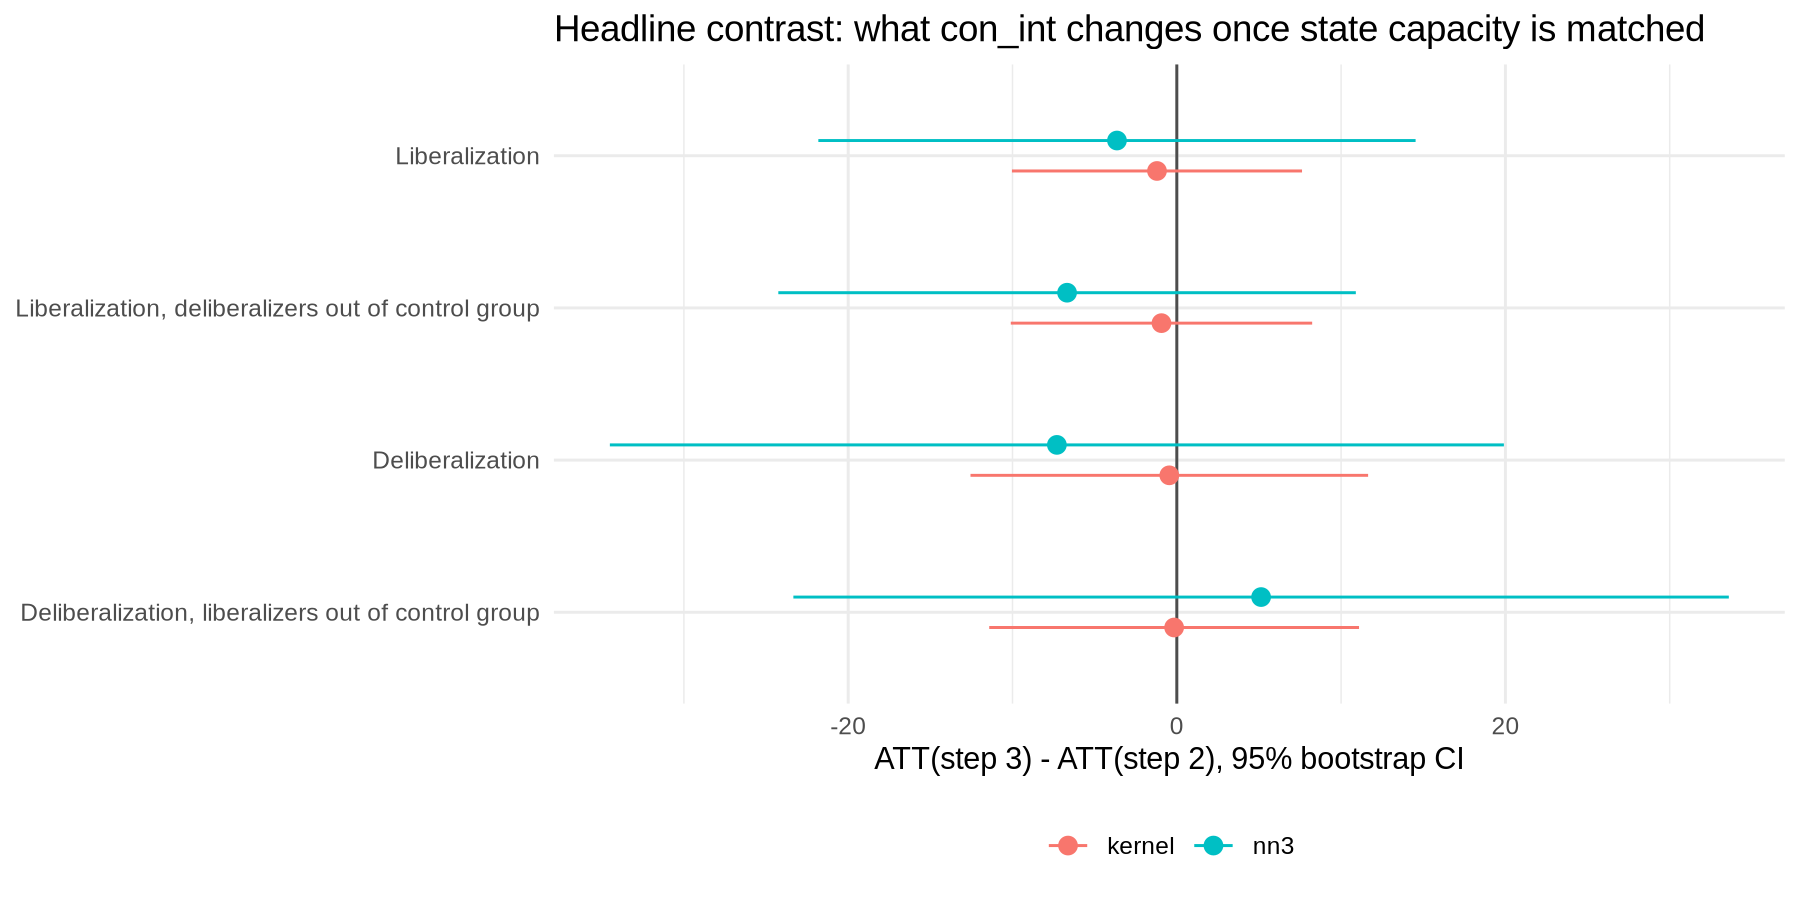 Headline contrast: what con_int changes once state capacity is matched
Liberalization
Liberalization, deliberalizers out of control group
Deliberalization
Deliberalization, liberalizers out of control group
-20 0 20
ATT(step 3) - ATT(step 2), 95% bootstrap CI
kernel nn3